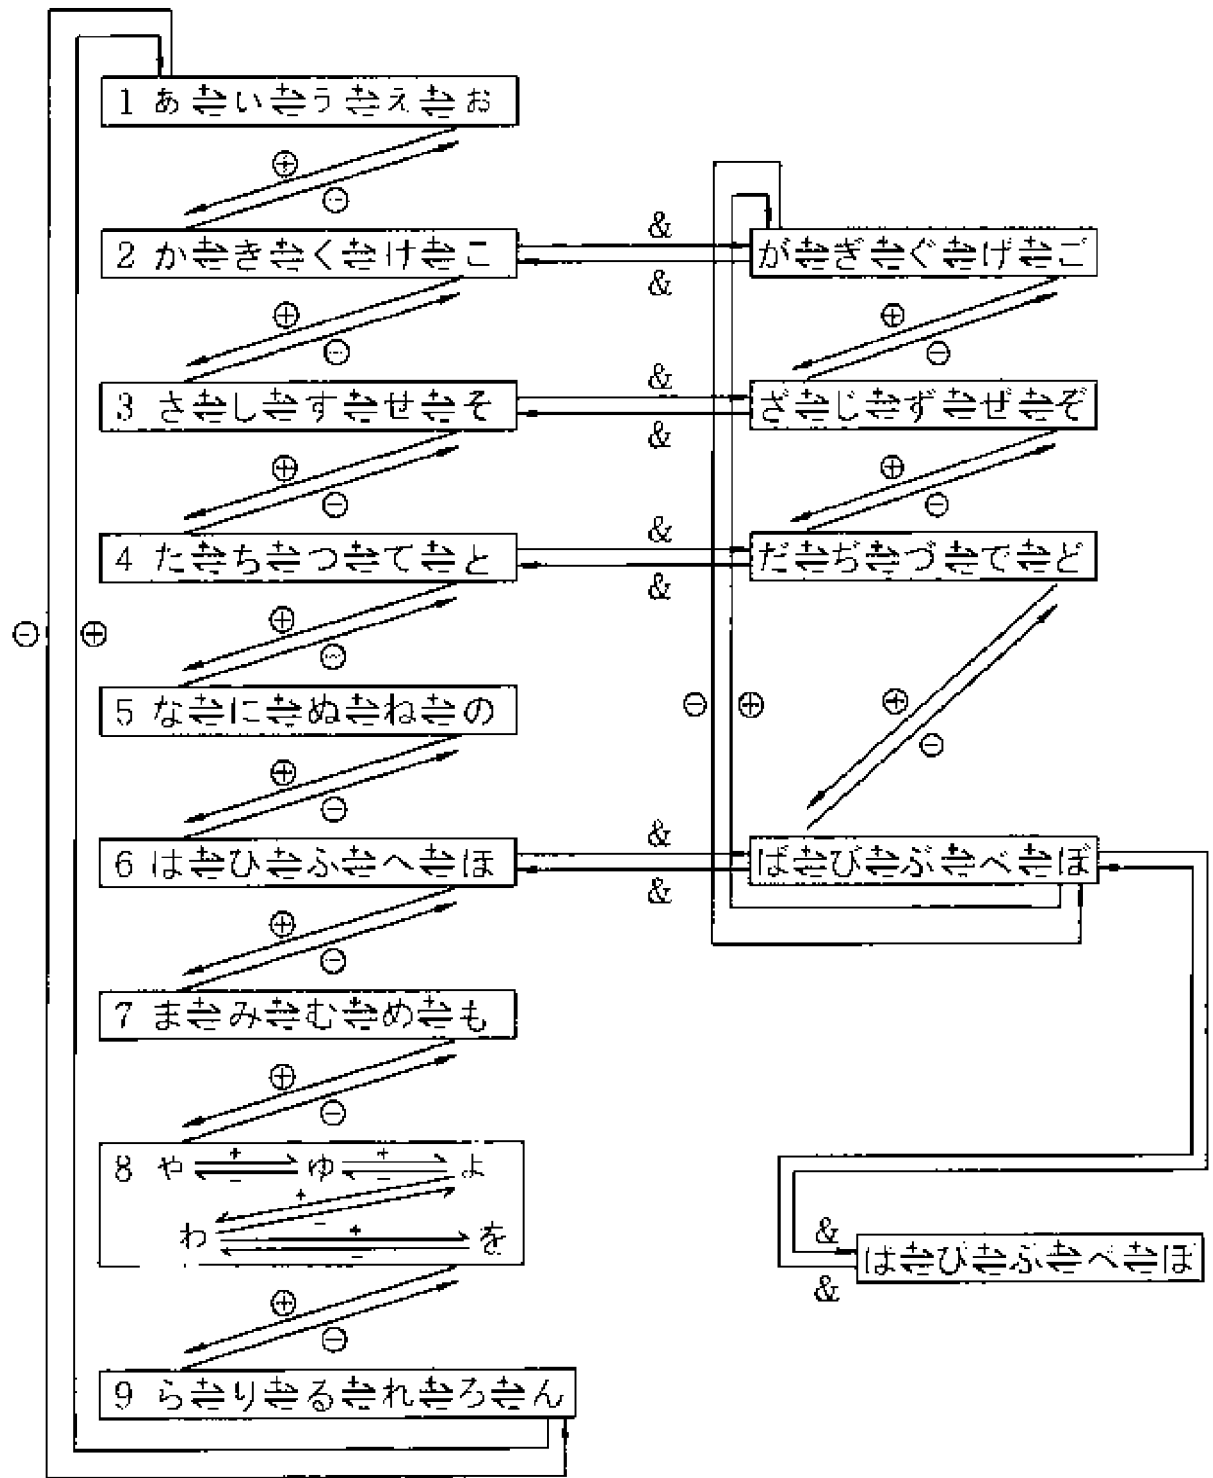 1 あ + − い + − う + − え + − お
⊕
⊖
2 か + − き + − く + − け + − こ
&
&
が + − ぎ + − ぐ + − げ + − ご
⊕
⊖
⊕
⊖
3 さ + − し + − す + − せ + − そ
&
&
ざ + − じ + − ず + − ぜ + − ぞ
⊕
⊖
⊕
⊖
4 た + − ち + − つ + − て + − と
&
&
だ + − ぢ + − づ + − で + − ど
⊖ ⊕
⊕
⊖
5 な + − に + − ぬ + − ね + − の
⊖ ⊕
⊕
⊖
⊕
⊖
6 は + − ひ + − ふ + − へ + − ほ
&
&
ば + − び + − ぶ + − べ + − ぼ
⊕
⊖
7 ま + − み + − む + − め + − も
⊕
⊖
8 や + − ゆ + − よ
+ −
わ + − を
⊕
⊖
&
&
ぱ + − ぴ + − ぷ + − ぺ + − ぽ
9 ら + − り + − る + − れ + − ろ + − ん